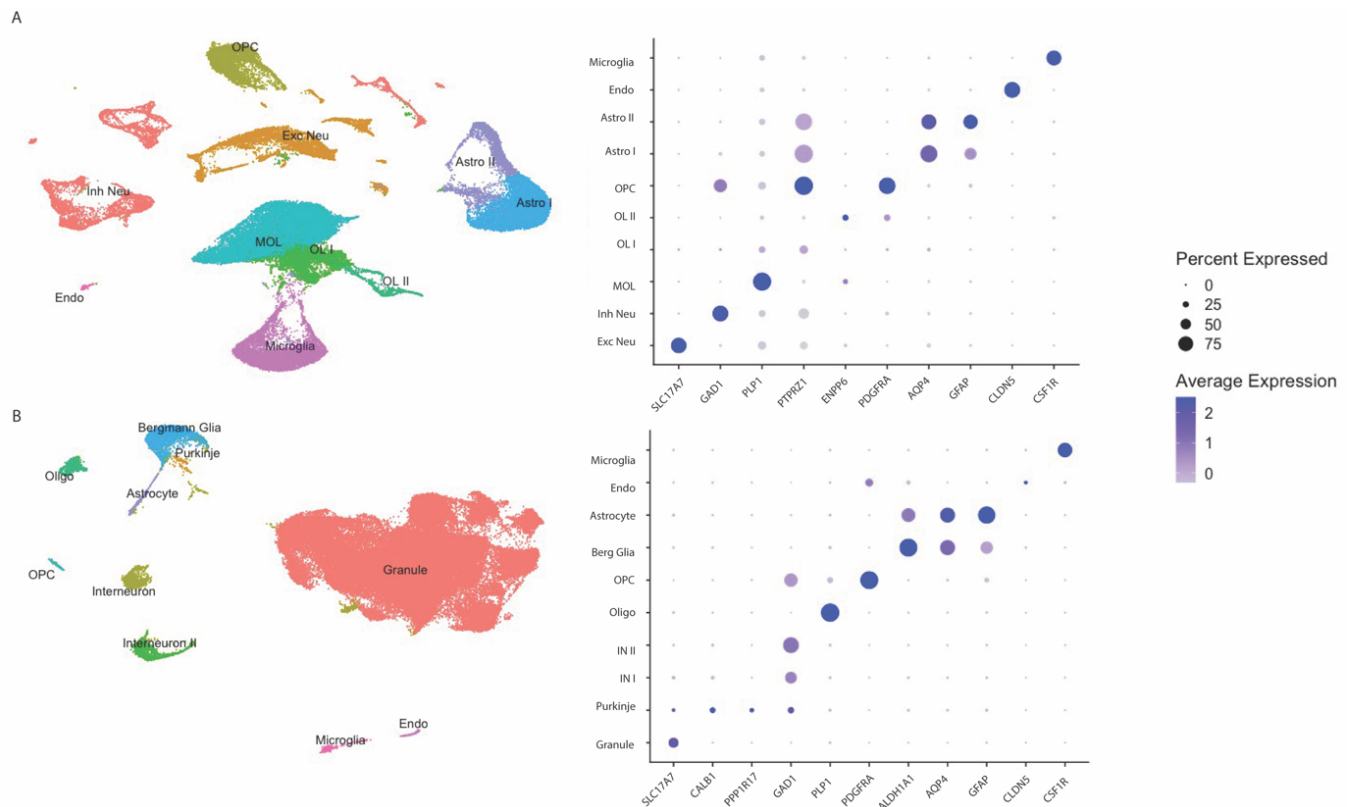 A
OPC
Exc Neu
Astro II
Inh Neu
Astro I
MOL
OL I
OL II
Endo
Microglia
Microglia
Endo
Astro II
Astro I
OPC
OL II
OL I
MOL
Inh Neu
Exc Neu
SLC17A7
GAD1
PLP1
PTPRZ1
ENPP6
PDGFRA
AQP4
GFAP
CLDN5
CSF1R
Percent Expressed
0
25
50
75
Average Expression
2
1
0
B
Bergmann Glia
Purkinje
Oligo
Astrocyte
OPC
Interneuron
Granule
Interneuron II
Endo
Microglia
Microglia
Endo
Astrocyte
Berg Glia
OPC
Oligo
IN II
IN I
Purkinje
Granule
SLC17A7
CALB1
PPP1R17
GAD1
PLP1
PDGFRA
ALDH1A1
AQP4
GFAP
CLDN5
CSF1R